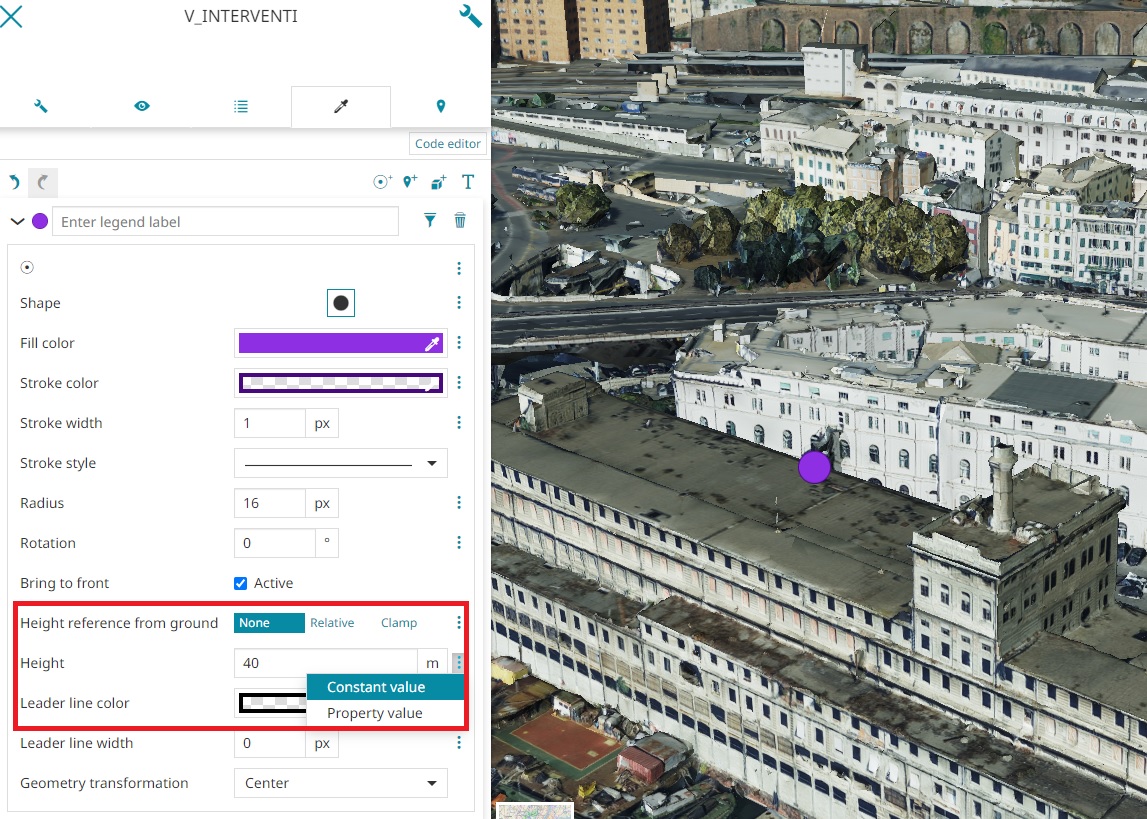 V_INTERVENTI
Code editor
T
Enter legend label
Shape
Fill color
Stroke color
Stroke width 1 px
Stroke style
Radius 16 px
Rotation 0 °
Bring to front Active
Height reference from ground None Relative Clamp
Height 40 m
Constant value
Leader line color
Property value
Leader line width 0 px
Geometry transformation Center